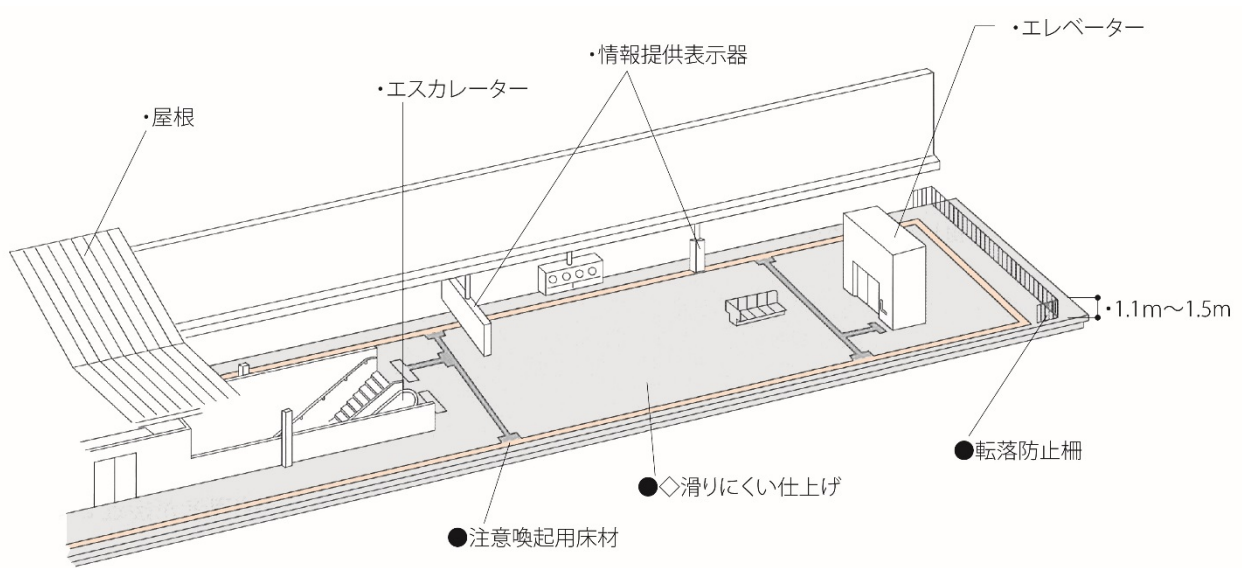 ・エレベーター
・情報提供表示器
・エスカレーター
・屋根
・1.1m～1.5m
●転落防止柵
●◇滑りにくい仕上げ
●注意喚起用床材